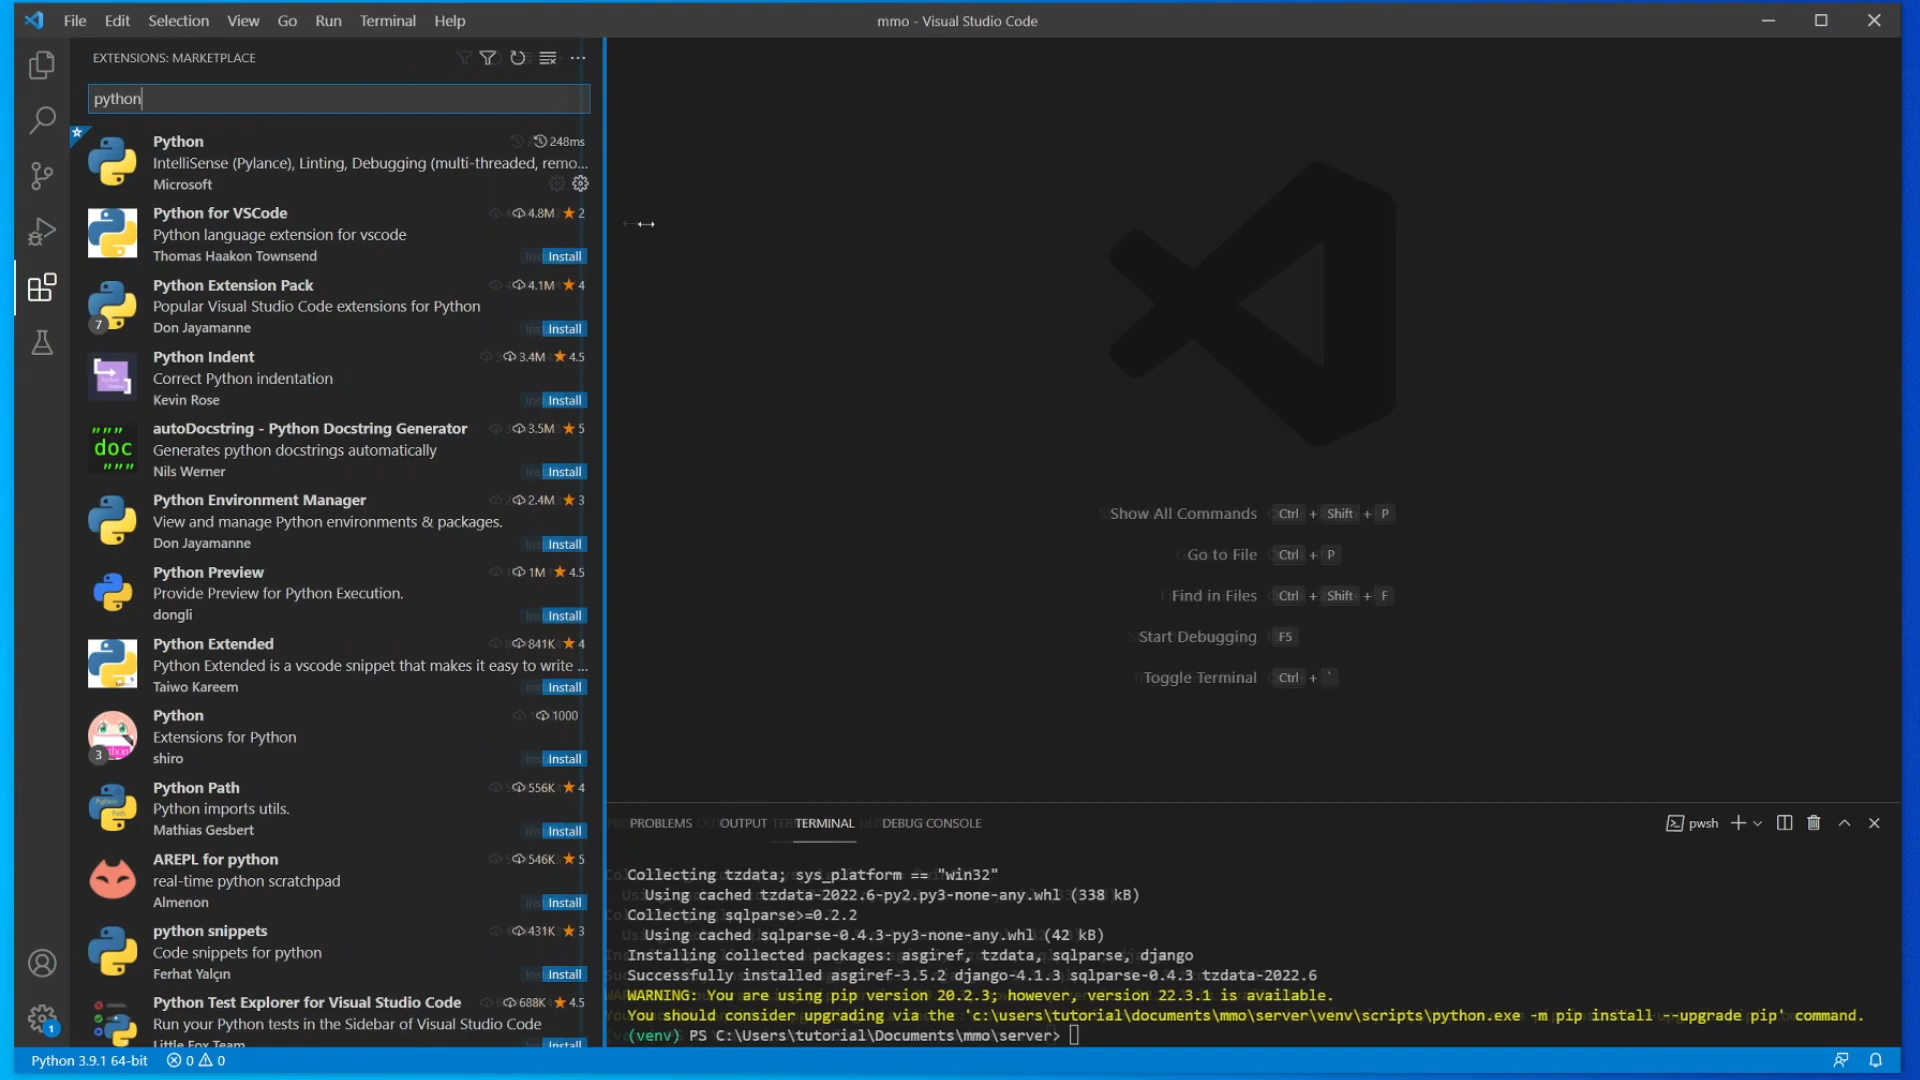 File Edit Selection View Go Run Terminal Help
mmo - Visual Studio Code
EXTENSIONS: MARKETPLACE
python
Python 248ms
IntelliSense (Pylance), Linting, Debugging (multi-threaded, remo...
Microsoft
Python for VSCode 4.8M 2
Python language extension for vscode
Thomas Haakon Townsend Install
Python Extension Pack 4.1M 4
Popular Visual Studio Code extensions for Python
7
Don Jayamanne Install
Python Indent 3.4M 4.5
Correct Python indentation
Kevin Rose Install
autoDocstring - Python Docstring Generator 3.5M 5
""" doc """
Generates python docstrings automatically
Nils Werner Install
Python Environment Manager 2.4M 3
View and manage Python environments & packages.
Don Jayamanne Install
Python Preview 1M 4.5
Provide Preview for Python Execution.
dongli Install
Python Extended 841K 4
Python Extended is a vscode snippet that makes it easy to write ...
Taiwo Kareem Install
Python 1000
Extensions for Python
3
shiro Install
Python Path 556K 4
Python imports utils.
Mathias Gesbert Install
AREPL for python 546K 5
real-time python scratchpad
Almenon Install
python snippets 431K 3
Code snippets for python
Ferhat Yalçın Install
Python Test Explorer for Visual Studio Code 688K 4.5
Run your Python tests in the Sidebar of Visual Studio Code
Little Fox Team Install
Show All Commands Ctrl + Shift + P
Go to File Ctrl + P
Find in Files Ctrl + Shift + F
Start Debugging F5
Toggle Terminal Ctrl + `
PROBLEMS OUTPUT TERMINAL DEBUG CONSOLE
pwsh
Collecting tzdata; sys_platform == "win32"
Using cached tzdata-2022.6-py2.py3-none-any.whl (338 kB)
Collecting sqlparse>=0.2.2
Using cached sqlparse-0.4.3-py3-none-any.whl (42 kB)
Installing collected packages: asgiref, tzdata, sqlparse, django
Successfully installed asgiref-3.5.2 django-4.1.3 sqlparse-0.4.3 tzdata-2022.6
WARNING: You are using pip version 20.2.3; however, version 22.3.1 is available.
You should consider upgrading via the 'c:\users\tutorial\documents\mmo\server\venv\scripts\python.exe -m pip install --upgrade pip' command.
(venv) PS C:\Users\tutorial\Documents\mmo\server>
1
Python 3.9.1 64-bit 0 0